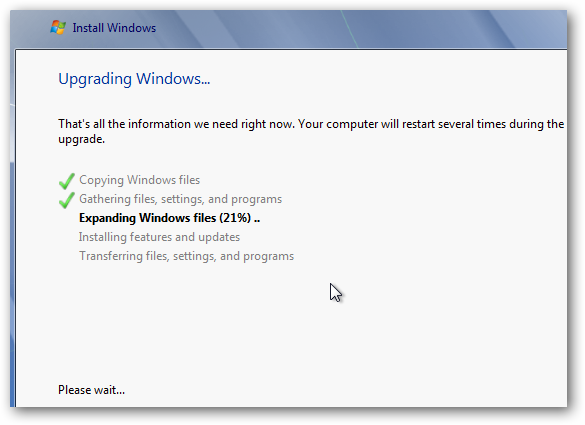 Install Windows
Upgrading Windows...
That's all the information we need right now. Your computer will restart several times during the
upgrade.
Copying Windows files
Gathering files, settings, and programs
Expanding Windows files (21%) ..
Installing features and updates
Transferring files, settings, and programs
Please wait...